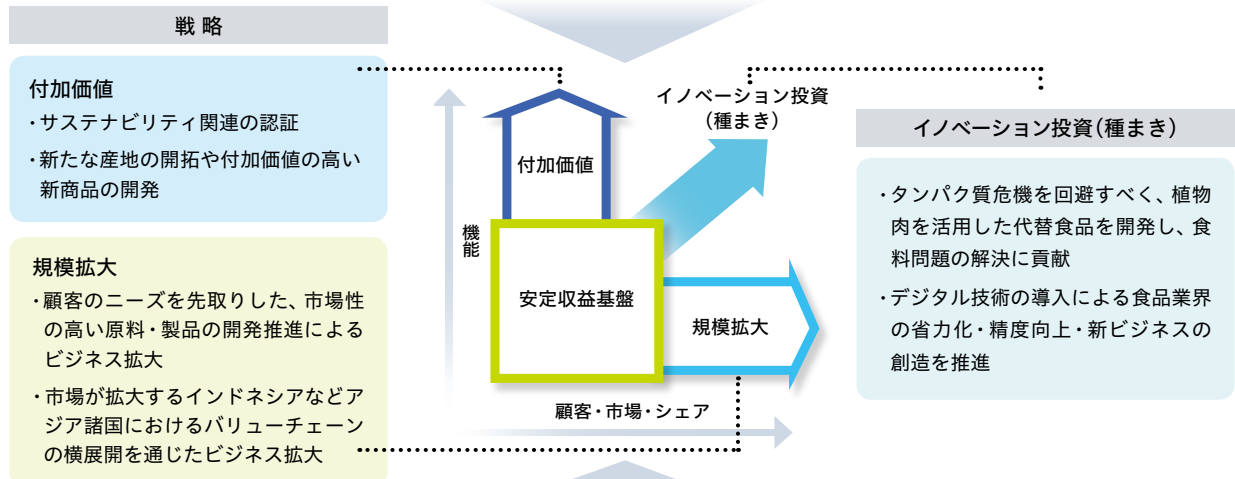 戦略
付加価値
・サステナビリティ関連の認証
・新たな産地の開拓や付加価値の高い
新商品の開発
規模拡大
・顧客のニーズを先取りした、市場性
の高い原料・製品の開発推進による
ビジネス拡大
・市場が拡大するインドネシアなどア
ジア諸国におけるバリューチェーン
の横展開を通じたビジネス拡大
機能
付加価値
イノベーション投資
（種まき）
安定収益基盤
規模拡大
顧客・市場・シェア
イノベーション投資（種まき）
・タンパク質危機を回避すべく、植物
肉を活用した代替食品を開発し、食
料問題の解決に貢献
・デジタル技術の導入による食品業界
の省力化・精度向上・新ビジネスの
創造を推進